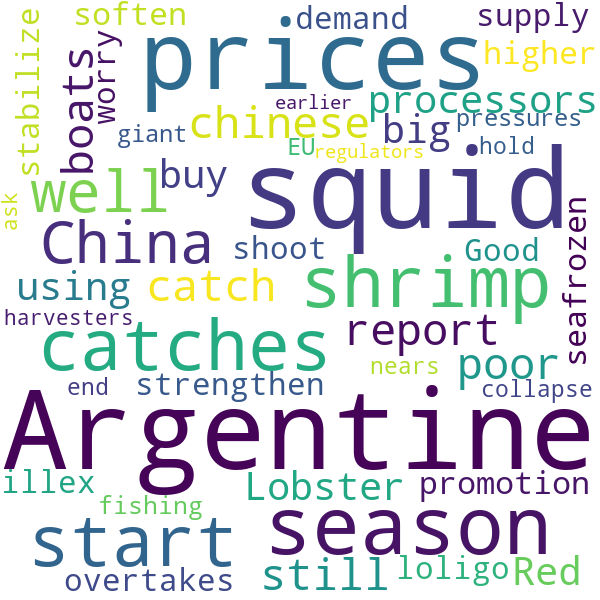 soften demand supply
stabilize boats worry prices higher
earlier processors
giant chinese big pressures
EU regulators hold
well buy squid
ask China shoot Good seafrozen
using catch shrimp
harvesters catches report poor
nears
end strengthen collapse
Argentine
illex Lobster promotion
fishing season
start still loligo Red
overtakes